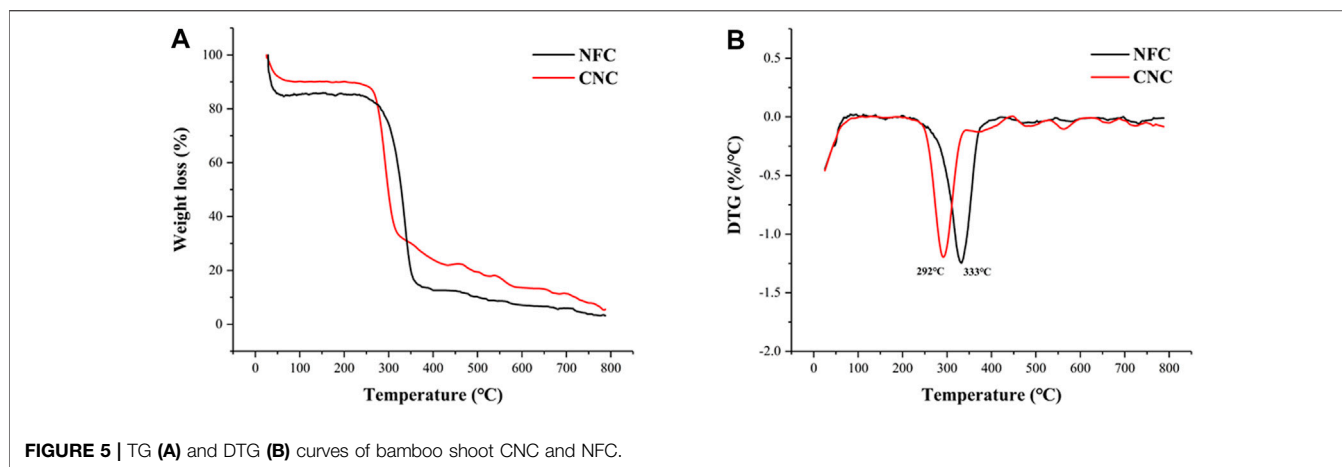 A
NFC
CNC
100
80
60
40
20
0
Weight loss (%)
0 100 200 300 400 500 600 700 800
Temperature (°C)
B
NFC
CNC
0.5
0.0
-0.5
-1.0
-1.5
-2.0
DTG (%/°C)
292°C 333°C
0 100 200 300 400 500 600 700 800
Temperature (°C)
FIGURE 5 | TG (A) and DTG (B) curves of bamboo shoot CNC and NFC.